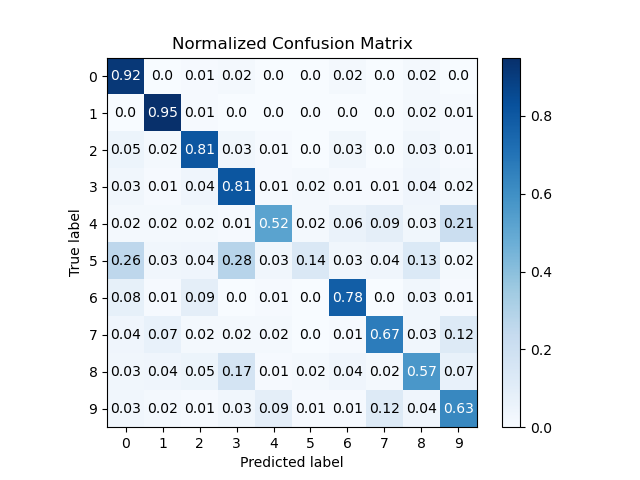 Normalized Confusion Matrix
0 0.92 0.0 0.01 0.02 0.0 0.0 0.02 0.0 0.02 0.0
1 0.0 0.95 0.01 0.0 0.0 0.0 0.0 0.0 0.02 0.01
2 0.05 0.02 0.81 0.03 0.01 0.0 0.03 0.0 0.03 0.01
3 0.03 0.01 0.04 0.81 0.01 0.02 0.01 0.01 0.04 0.02
4 0.02 0.02 0.02 0.01 0.52 0.02 0.06 0.09 0.03 0.21
5 0.26 0.03 0.04 0.28 0.03 0.14 0.03 0.04 0.13 0.02
6 0.08 0.01 0.09 0.0 0.01 0.0 0.78 0.0 0.03 0.01
7 0.04 0.07 0.02 0.02 0.02 0.0 0.01 0.67 0.03 0.12
8 0.03 0.04 0.05 0.17 0.01 0.02 0.04 0.02 0.57 0.07
9 0.03 0.02 0.01 0.03 0.09 0.01 0.01 0.12 0.04 0.63
0 1 2 3 4 5 6 7 8 9
Predicted label
True label
0.8
0.6
0.4
0.2
0.0